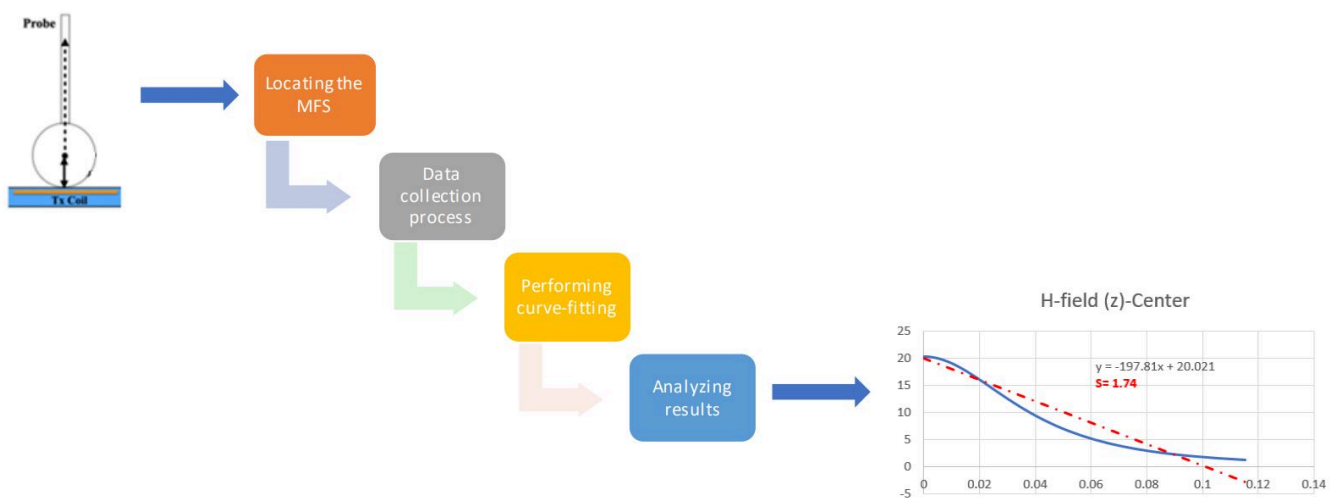 Probe
Tx Coil
Locating the
MFS
Data
collection
process
Performing
curve-fitting
Analyzing
results
H-field (z)-Center
25
20
15
10
5
0
-5
y = -197.81x + 20.021
S= 1.74
0
0.02
0.04
0.06
0.08
0.1
0.12
0.14